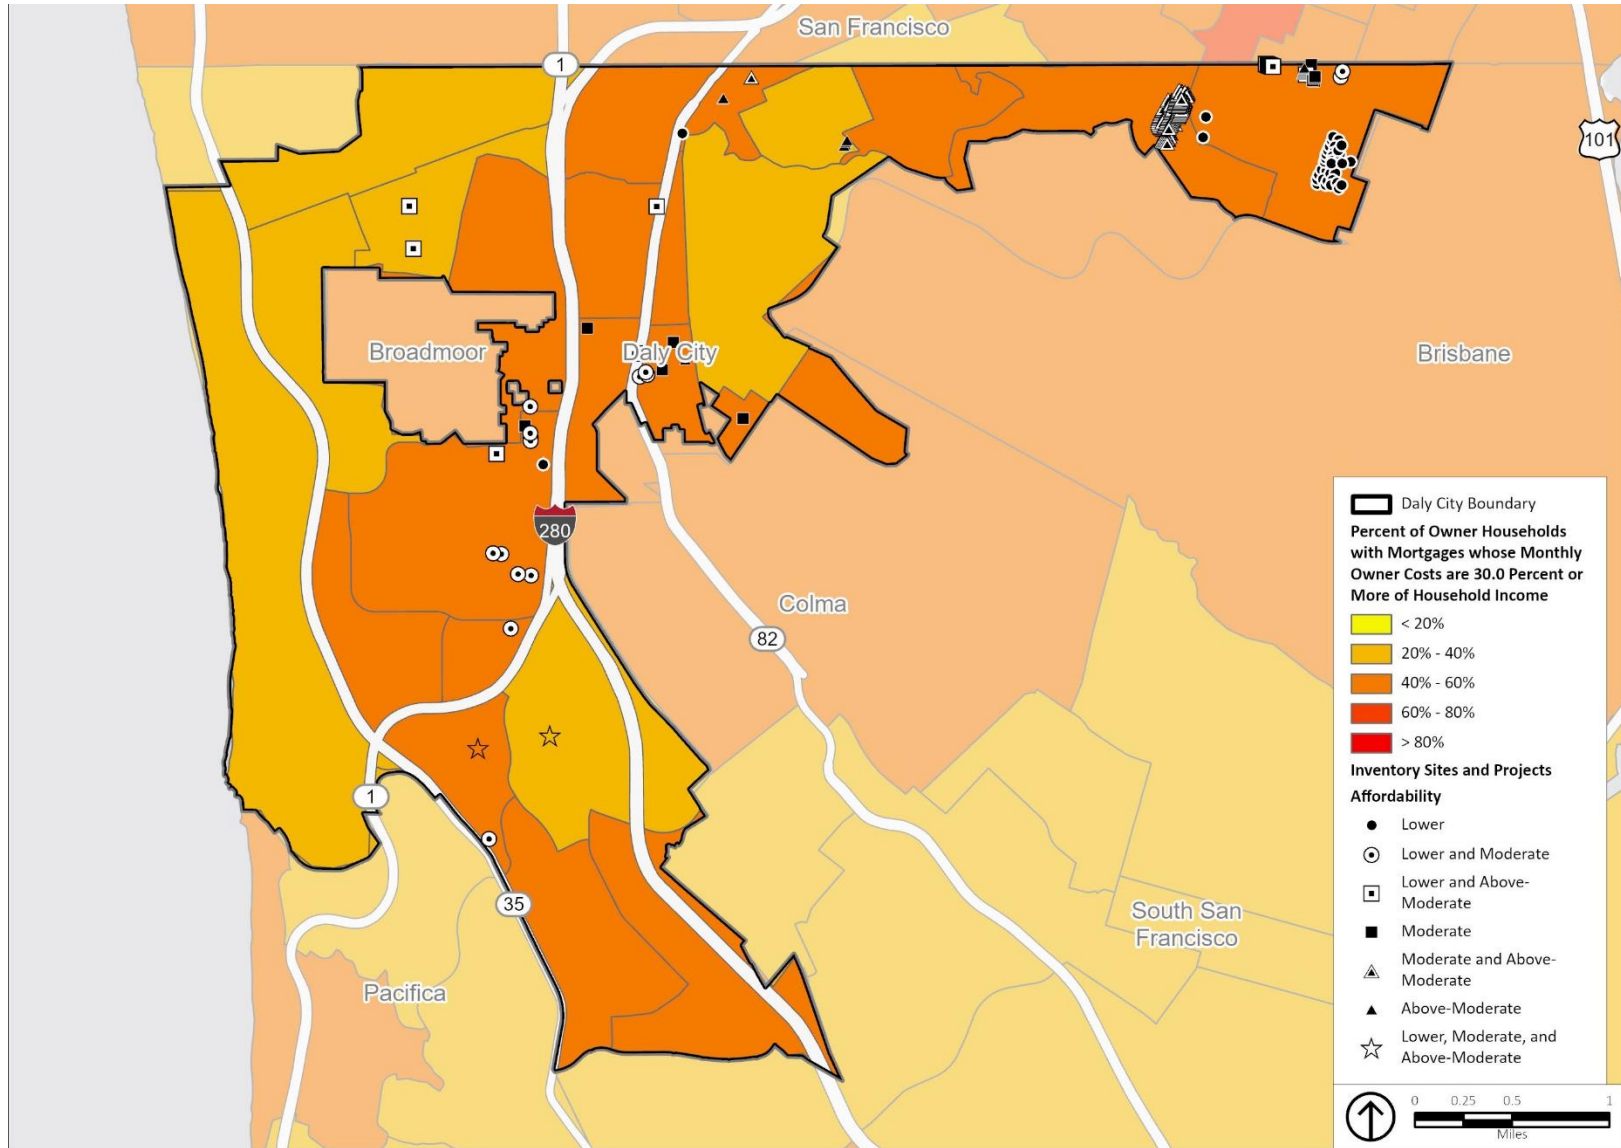 San Francisco
1
101
Broadmoor
Daly City
Brisbane
280
Colma
82
1
35
South San
Francisco
Pacifica
Daly City Boundary
Percent of Owner Households
with Mortgages whose Monthly
Owner Costs are 30.0 Percent or
More of Household Income
< 20%
20% - 40%
40% - 60%
60% - 80%
> 80%
Inventory Sites and Projects
Affordability
Lower
Lower and Moderate
Lower and Above-
Moderate
Moderate
Moderate and Above-
Moderate
Above-Moderate
Lower, Moderate, and
Above-Moderate
0 0.25 0.5 1
Miles